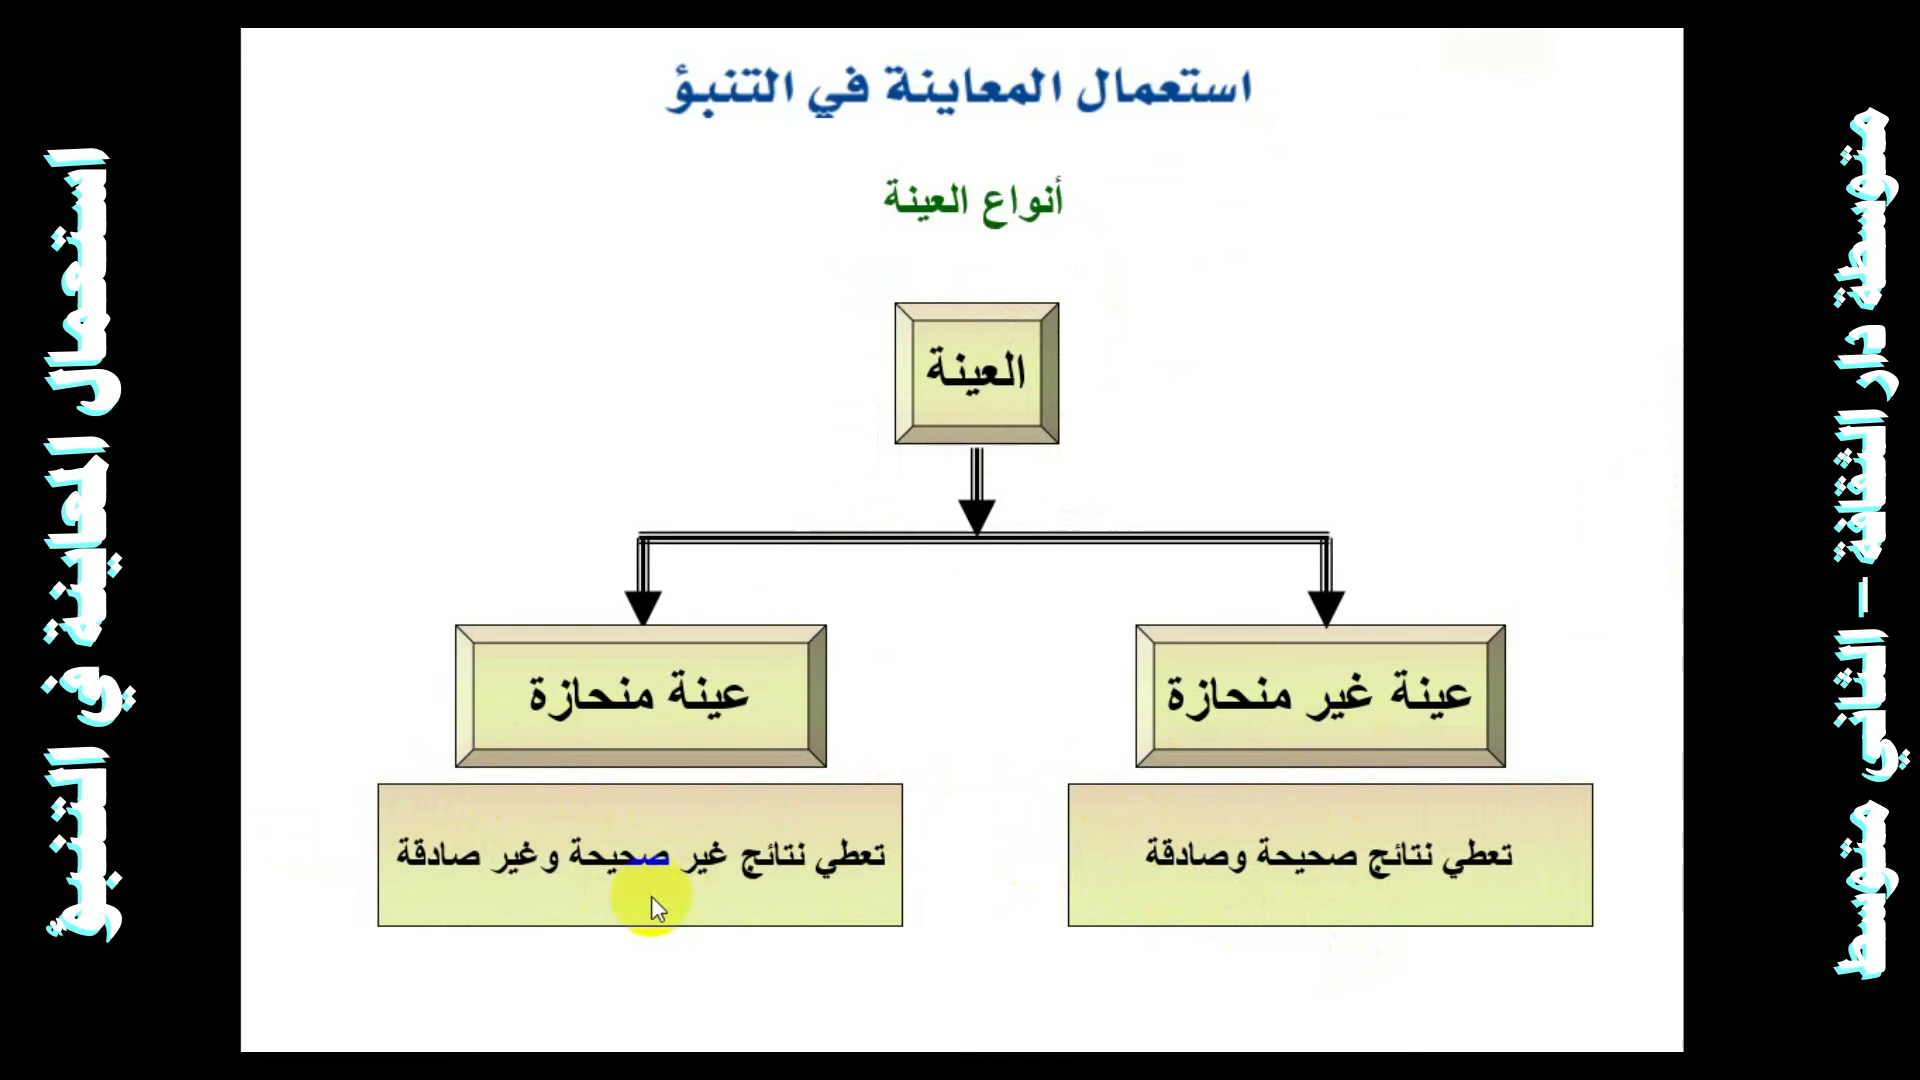 استعمال المعاينة في التنبؤ
أنواع العينة
العينة
عينة غير منحازة
عينة منحازة
تعطي نتائج صحيحة وصادقة
تعطي نتائج غير صحيحة وغير صادقة
متوسطة دار الثقافة – الثاني متوسط
استعمال المعاينة في التنبؤ